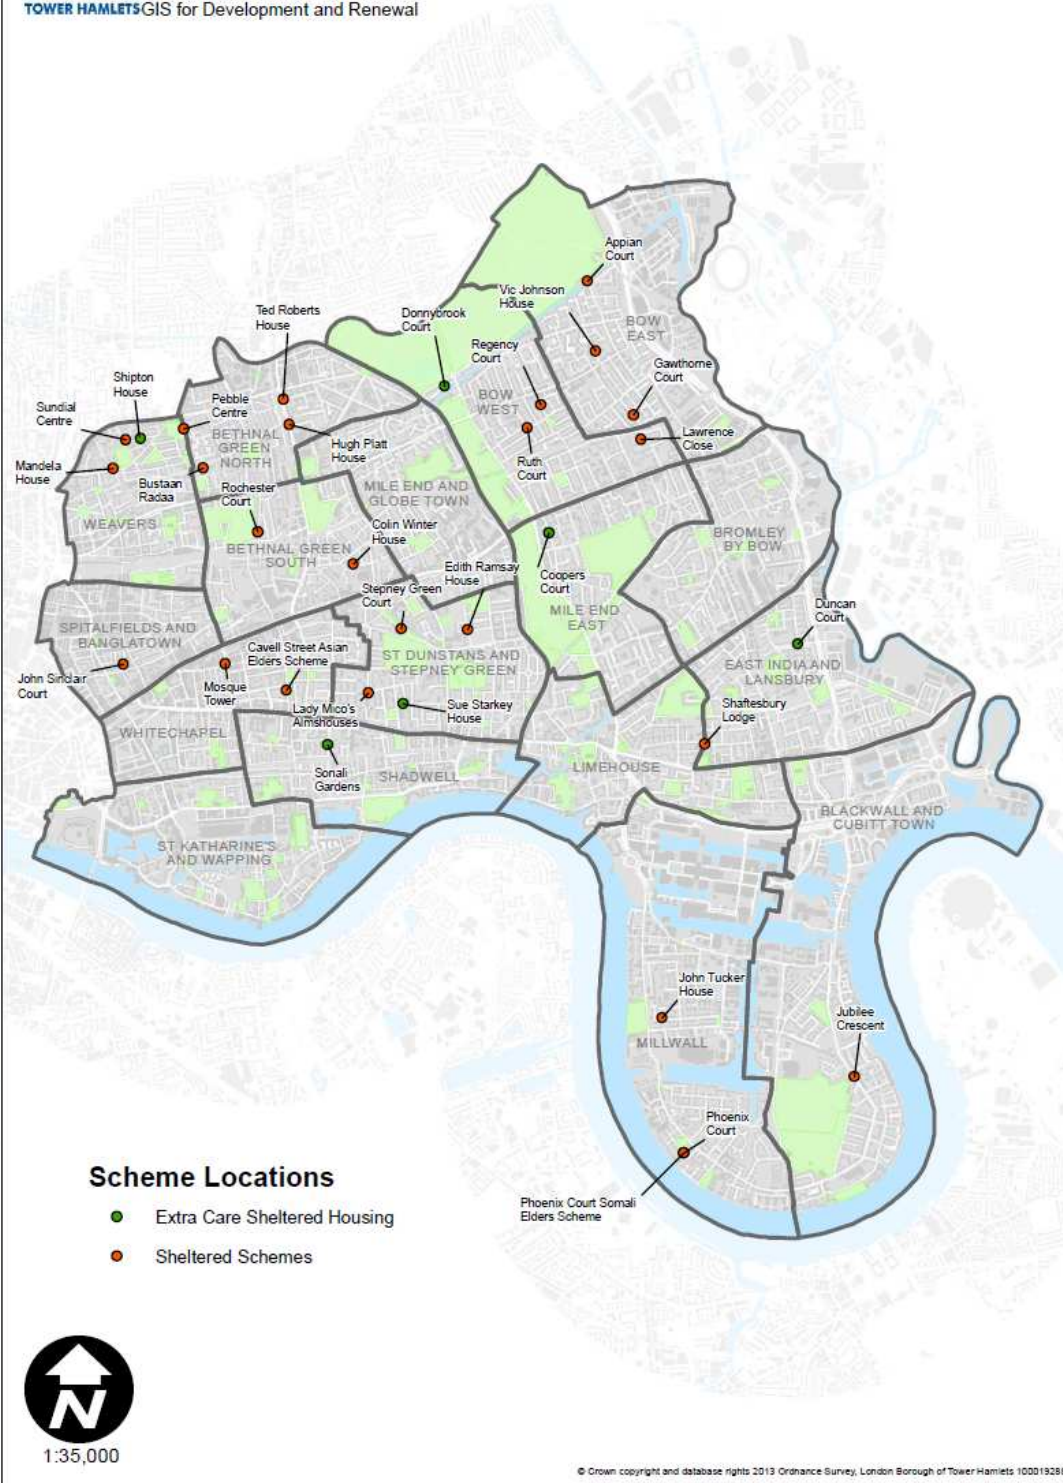 TOWER HAMLETS GIS for Development and Renewal
Appian
Court
Vic Johnson
House
BOW
EAST
Ted Roberts
House
Donnybrook
Court
Regency
Court
Gawthorne
Court
BOW
WEST
Shipton
House
Sundial
Centre
Pebble
Centre
BETHNAL
GREEN
NORTH
Hugh Platt
House
Lawrence
Close
Ruth
Court
Mandela
House
Bustaan
Radaa
Rochester
Court
MILE END AND
GLOBE TOWN
WEAVERS
Colin Winter
House
BETHNAL GREEN
SOUTH
BROMLEY
BY BOW
Edith Ramsay
House
Coopers
Court
Stepney Green
Court
MILE END
EAST
Duncan
Court
SPITALFIELDS AND
BANGLATOWN
Cavell Street Asian
Elders Scheme
ST DUNSTANS AND
STEPNEY GREEN
EAST INDIA AND
LANSBURY
John Sinclair
Court
Mosque
Tower
Lady Mico's
Almshouses
Sue Starkey
House
Shaftesbury
Lodge
WHITECHAPEL
Sonali
Gardens
SHADWELL
LIMEHOUSE
BLACKWALL AND
CUBITT TOWN
ST KATHARINE'S
AND WAPPING
John Tucker
House
MILLWALL
Jubilee
Crescent
Phoenix
Court
Phoenix Court Somali
Elders Scheme
Scheme Locations
Extra Care Sheltered Housing
Sheltered Schemes
N
1:35,000
© Crown copyright and database rights 2013 Ordnance Survey, London Borough of Tower Hamlets